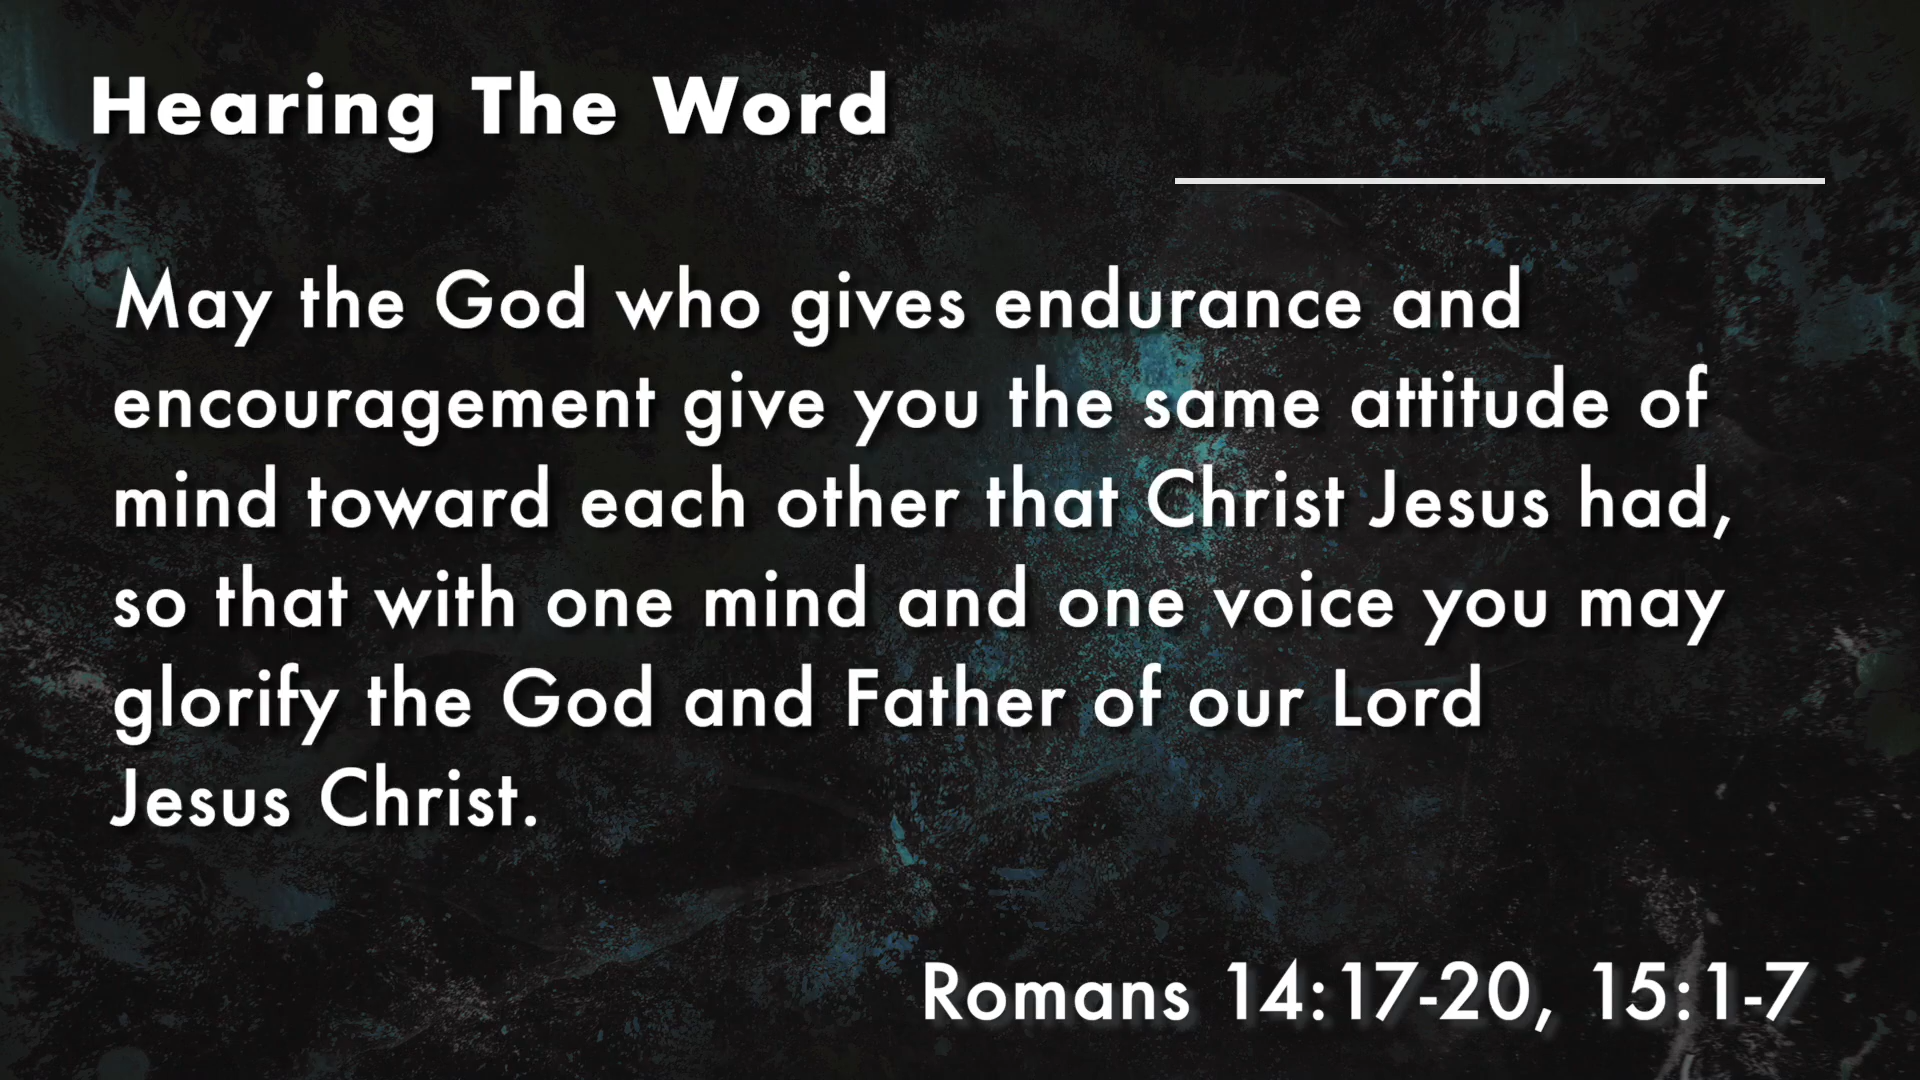 Hearing The Word
May the God who gives endurance and
encouragement give you the same attitude of
mind toward each other that Christ Jesus had,
so that with one mind and one voice you may
glorify the God and Father of our Lord
Jesus Christ.
Romans 14:17-20, 15:1-7